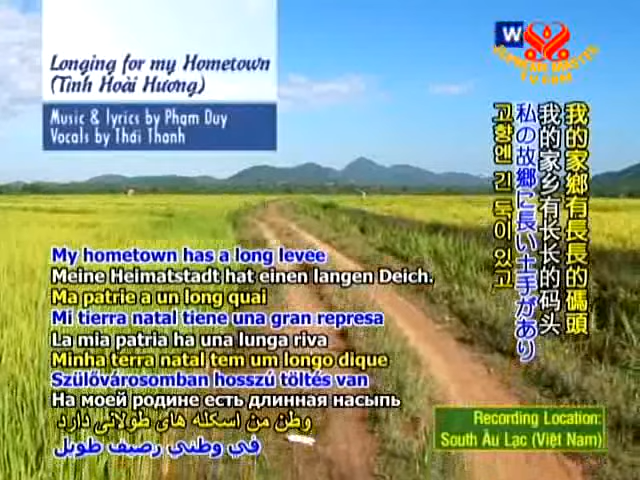 Longing for my Hometown
(Tình Hoài Hương)
Music & lyrics by Phạm Duy
Vocals by Thái Thanh
W
SUPREME MASTER
TV.COM
我的家鄉有長長的碼頭
我的家乡有长长的码头
私の故郷に長い土手があり
고향엔 긴 둑이 있고
My hometown has a long levee
Meine Heimatstadt hat einen langen Deich.
Ma patrie a un long quai
Mi tierra natal tiene una gran represa
La mia patria ha una lunga riva
Minha terra natal tem um longo dique
Szülővárosomban hosszú töltés van
На моей родине есть длинная насыпь
وطن من اسکله های طولانی دارد
في وطني رصيف طويل
Recording Location:
South Âu Lạc (Việt Nam)